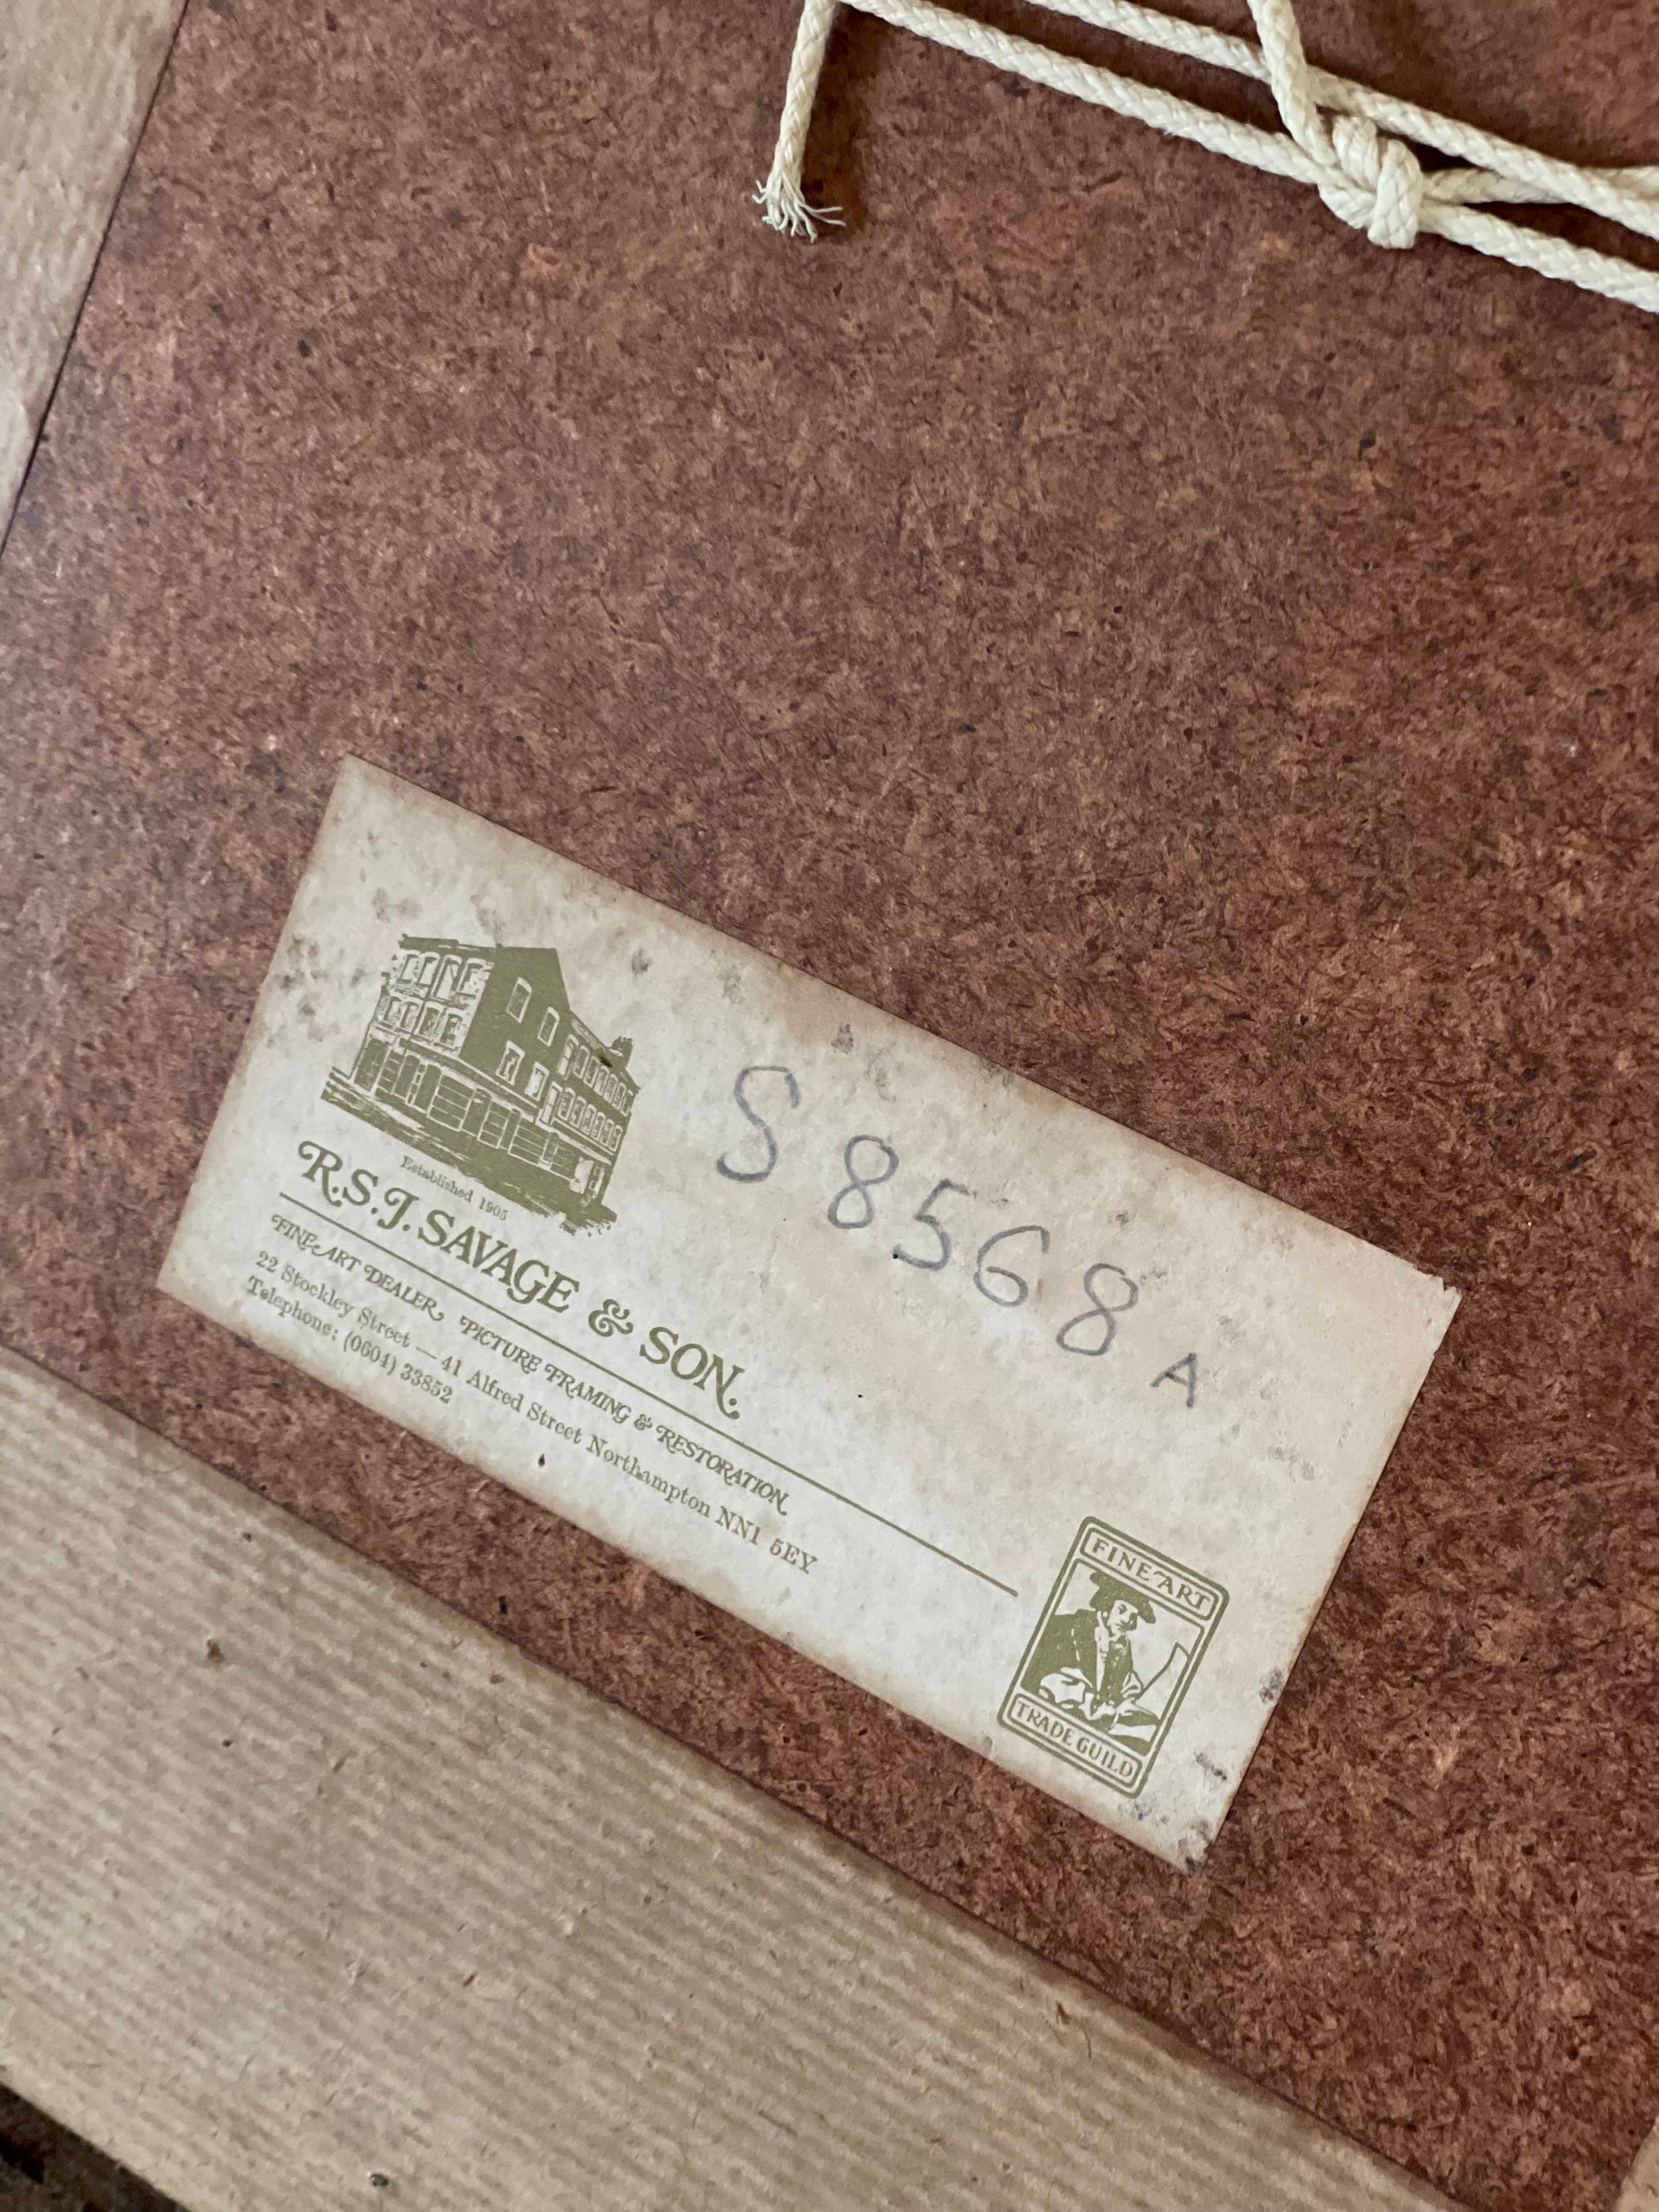 S 8568 A
Established 1905
R.S.J. SAVAGE & SON.
FINE ART DEALER, PICTURE FRAMING & RESTORATION.
22 Stockley Street — 41 Alfred Street Northampton NN1 5EY
Telephone: (0604) 33852
FINE ART
TRADE GUILD